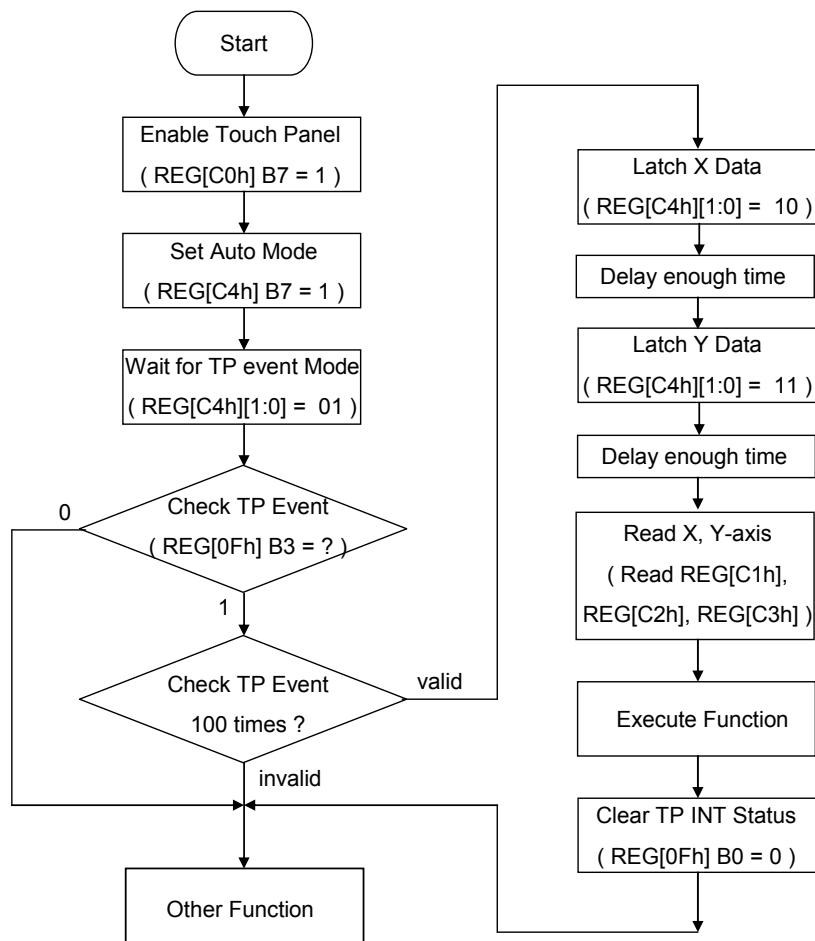 Start
Enable Touch Panel
( REG[C0h] B7 = 1 )
Set Auto Mode
( REG[C4h] B7 = 1 )
Wait for TP event Mode
( REG[C4h][1:0] = 01 )
Check TP Event
( REG[0Fh] B3 = ? )
0
1
Check TP Event
100 times ?
valid
invalid
Other Function
Latch X Data
( REG[C4h][1:0] = 10 )
Delay enough time
Latch Y Data
( REG[C4h][1:0] = 11 )
Delay enough time
Read X, Y-axis
( Read REG[C1h],
REG[C2h], REG[C3h] )
Execute Function
Clear TP INT Status
( REG[0Fh] B0 = 0 )